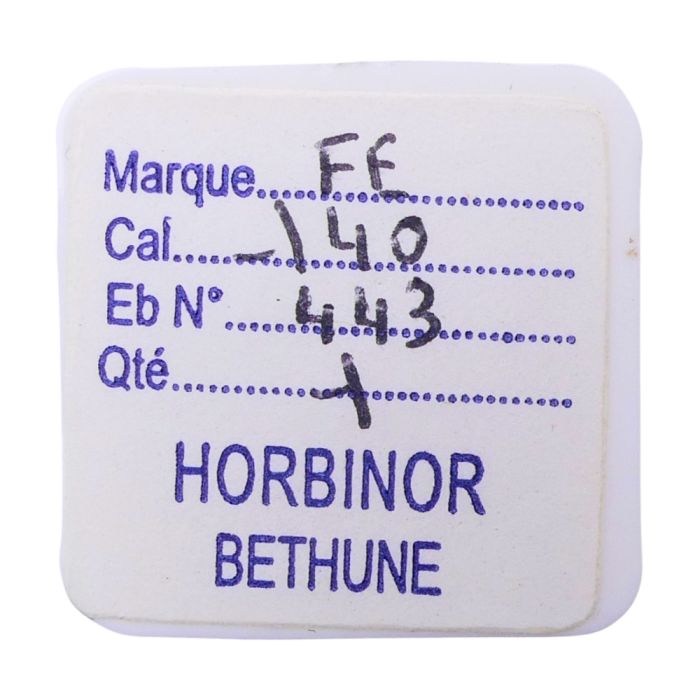 Marque FE
Cal 140
Eb N° 443
Qté 1
HORBINOR
BETHUNE